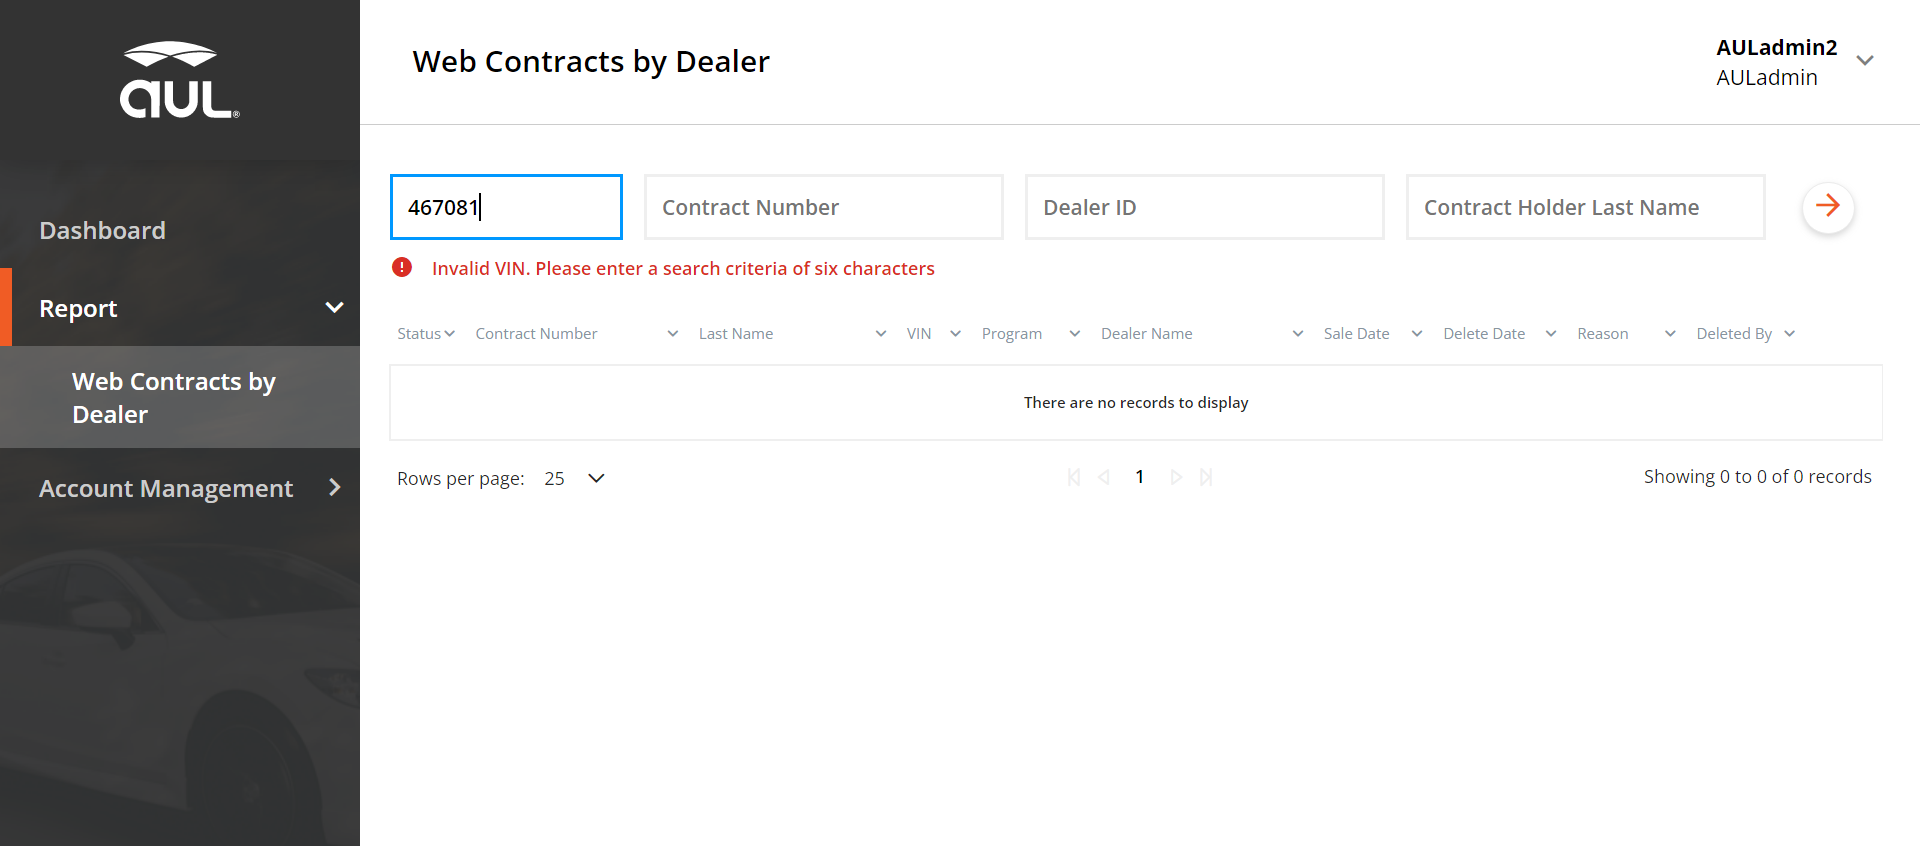 aUL®
Dashboard
Report
Web Contracts by
Dealer
Account Management
Web Contracts by Dealer
AULadmin2
AULadmin
467081
Contract Number
Dealer ID
Contract Holder Last Name
Invalid VIN. Please enter a search criteria of six characters
Status Contract Number Last Name VIN Program Dealer Name Sale Date Delete Date Reason Deleted By
There are no records to display
Rows per page: 25
1
Showing 0 to 0 of 0 records